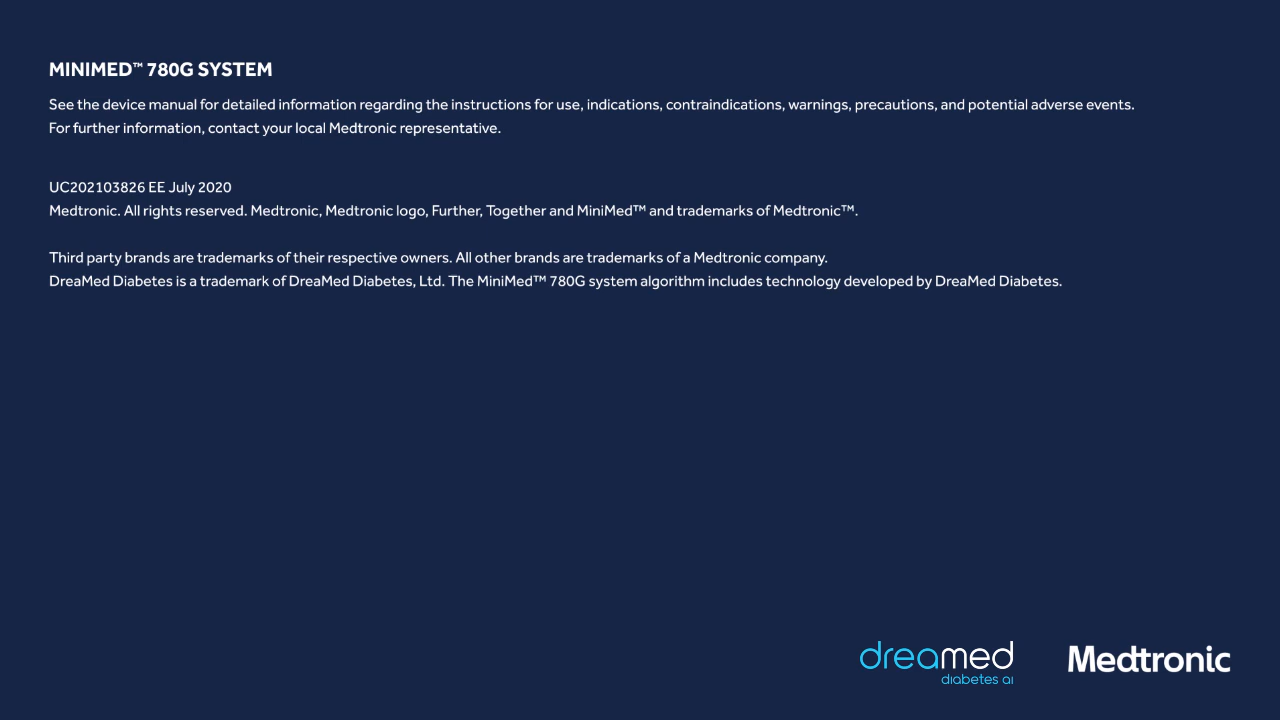 MINIMED™ 780G SYSTEM
See the device manual for detailed information regarding the instructions for use, indications, contraindications, warnings, precautions, and potential adverse events.
For further information, contact your local Medtronic representative.
UC202103826 EE July 2020
Medtronic. All rights reserved. Medtronic, Medtronic logo, Further, Together and MiniMed™ and trademarks of Medtronic™.
Third party brands are trademarks of their respective owners. All other brands are trademarks of a Medtronic company.
DreaMed Diabetes is a trademark of DreaMed Diabetes, Ltd. The MiniMed™ 780G system algorithm includes technology developed by DreaMed Diabetes.
dreamed
diabetes ai
Medtronic